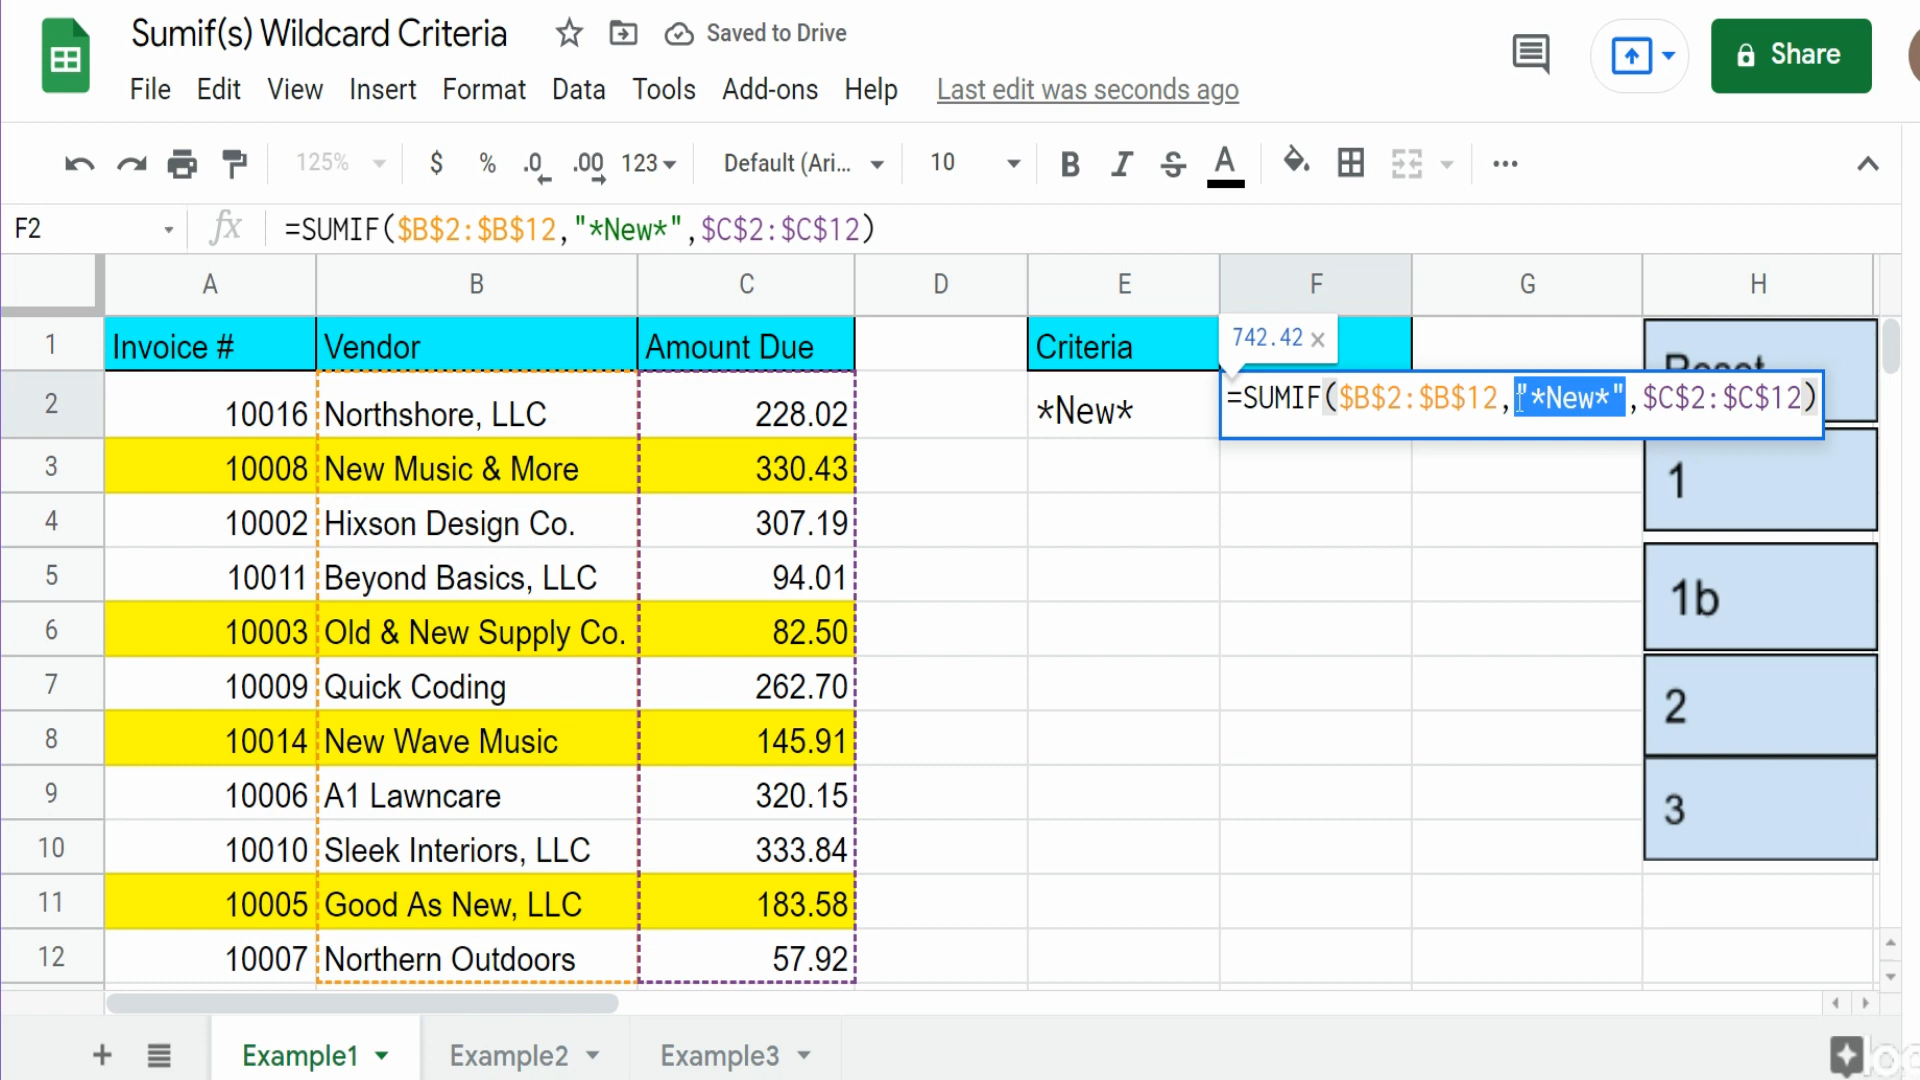 Sumif(s) Wildcard Criteria Saved to Drive
File Edit View Insert Format Data Tools Add-ons Help Last edit was seconds ago
Share
125% $ % .0 .00 123 Default (Ari... 10 B I S A
F2 fx =SUMIF($B$2:$B$12,"*New*",$C$2:$C$12)
A B C D E F G H
1 Invoice # Vendor Amount Due Criteria 742.42 ×
2 10016 Northshore, LLC 228.02 *New* =SUMIF($B$2:$B$12,"*New*",$C$2:$C$12)
3 10008 New Music & More 330.43 1
4 10002 Hixson Design Co. 307.19
5 10011 Beyond Basics, LLC 94.01 1b
6 10003 Old & New Supply Co. 82.50
7 10009 Quick Coding 262.70 2
8 10014 New Wave Music 145.91
9 10006 A1 Lawncare 320.15 3
10 10010 Sleek Interiors, LLC 333.84
11 10005 Good As New, LLC 183.58
12 10007 Northern Outdoors 57.92
+ Example1 Example2 Example3